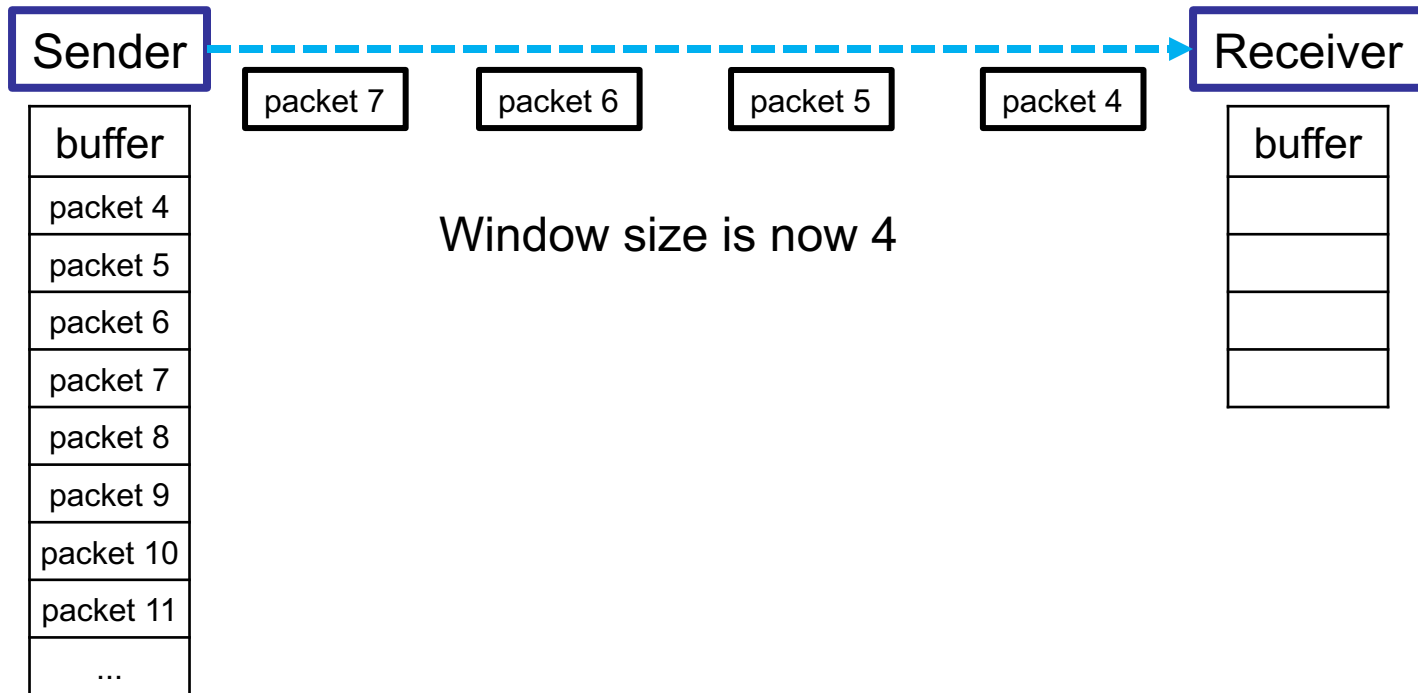 Sender
Receiver
packet 7
packet 6
packet 5
packet 4
buffer
packet 4
packet 5
packet 6
packet 7
packet 8
packet 9
packet 10
packet 11
...
Window size is now 4
buffer